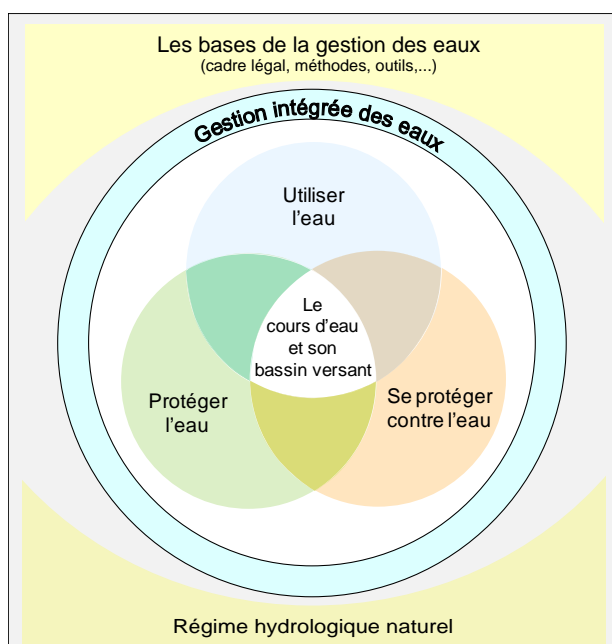 Les bases de la gestion des eaux
(cadre légal, méthodes, outils,...)
Gestion intégrée des eaux
Utiliser
l'eau
Le
cours d'eau
et son
bassin versant
Protéger
l'eau
Se protéger
contre l'eau
Régime hydrologique naturel